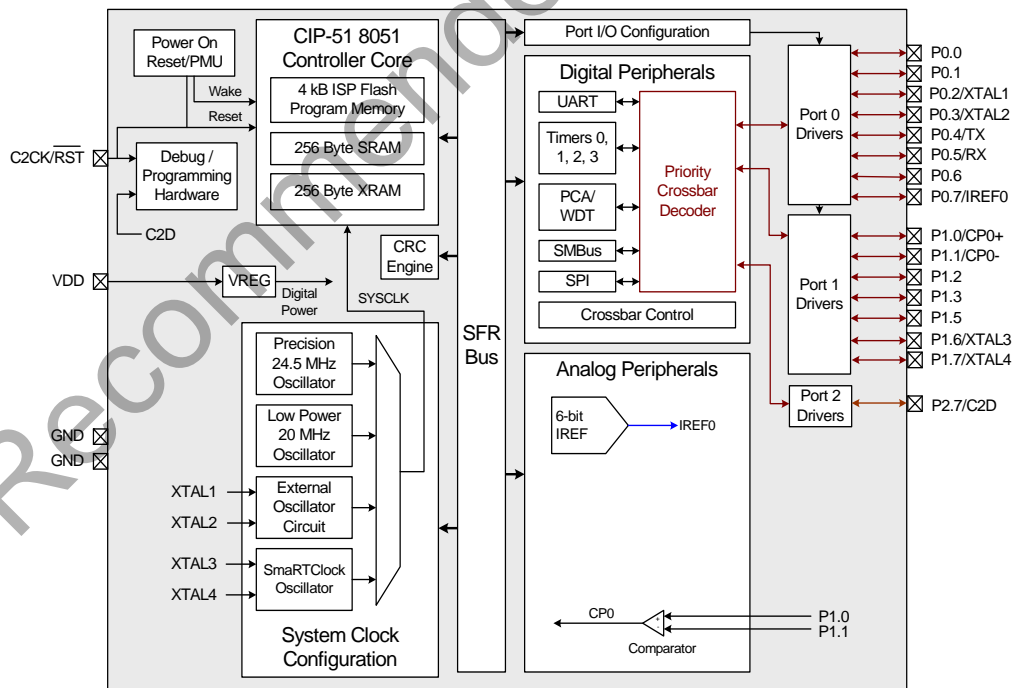 Recommended
Power On
Reset/PMU
Wake
Reset
C2CK/RST
Debug /
Programming
Hardware
C2D
VDD
VREG
Digital
Power
GND
GND
CIP-51 8051
Controller Core
4 kB ISP Flash
Program Memory
256 Byte SRAM
256 Byte XRAM
CRC
Engine
SYSCLK
Precision
24.5 MHz
Oscillator
Low Power
20 MHz
Oscillator
XTAL1
XTAL2
External
Oscillator
Circuit
XTAL3
XTAL4
SmaRTClock
Oscillator
System Clock
Configuration
SFR
Bus
Port I/O Configuration
Digital Peripherals
UART
Timers 0,
1, 2, 3
PCA/
WDT
SMBus
SPI
Priority
Crossbar
Decoder
Crossbar Control
Analog Peripherals
6-bit
IREF
IREF0
CP0
+
-
Comparator
P1.0
P1.1
Port 0
Drivers
P0.0
P0.1
P0.2/XTAL1
P0.3/XTAL2
P0.4/TX
P0.5/RX
P0.6
P0.7/IREF0
Port 1
Drivers
P1.0/CP0+
P1.1/CP0-
P1.2
P1.3
P1.5
P1.6/XTAL3
P1.7/XTAL4
Port 2
Drivers
P2.7/C2D